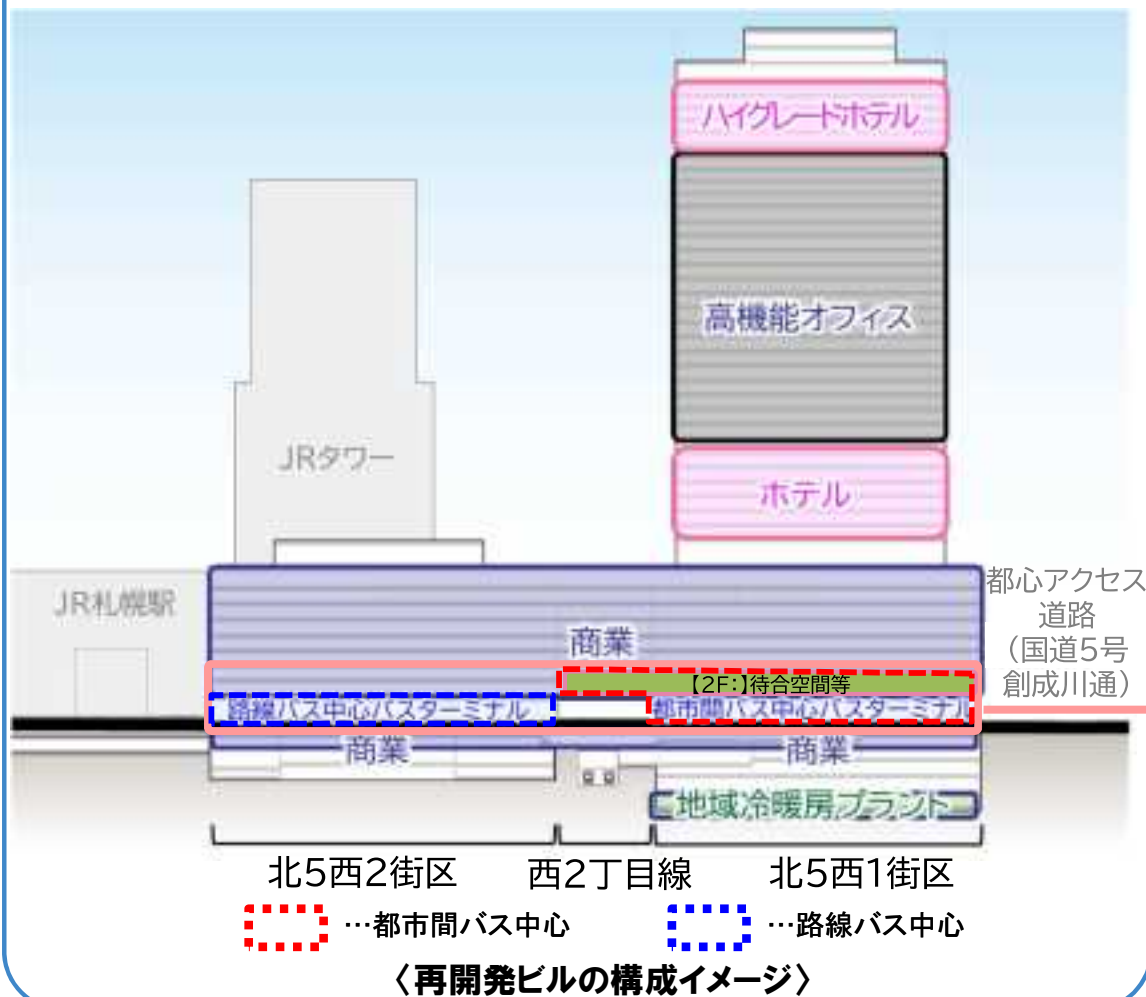 ハイグレードホテル
高機能オフィス
JRタワー
ホテル
JR札幌駅
都心アクセス
道路
（国道5号
創成川通）
商業
【2F:】待合空間等
路線バス中心バスターミナル
都市間バス中心バスターミナル
商業
商業
地域冷暖房プラント
北5西2街区
西2丁目線
北5西1街区
…都市間バス中心
…路線バス中心
〈再開発ビルの構成イメージ〉